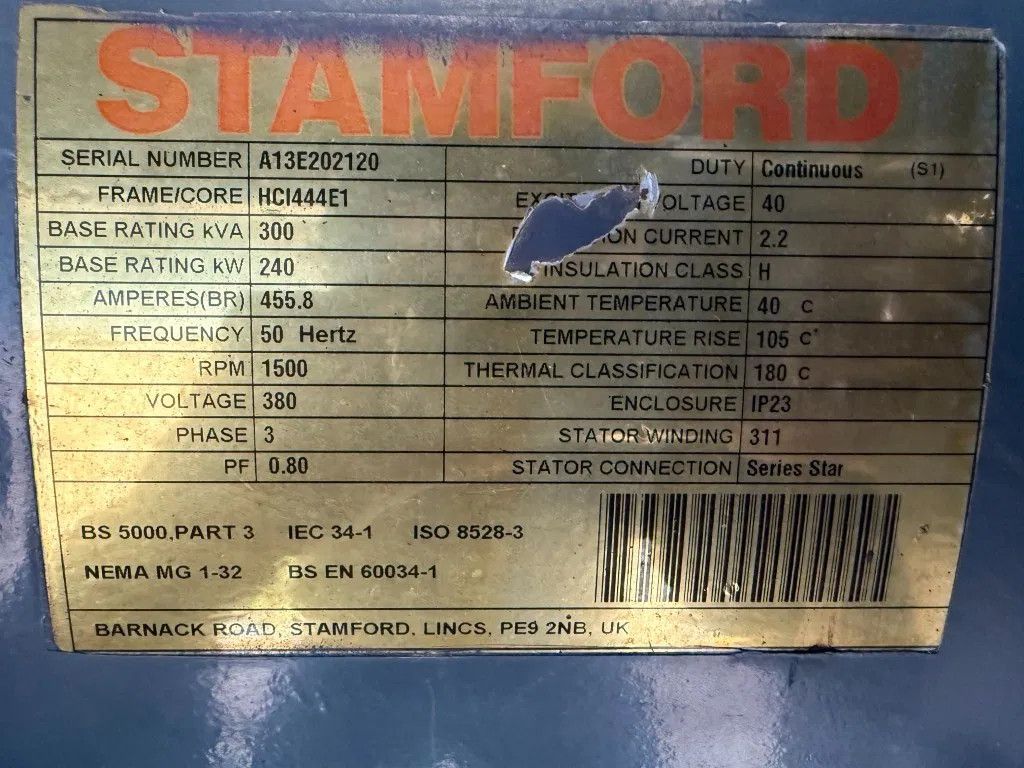 STAMFORD
SERIAL NUMBER A13E202120 DUTY Continuous (S1)
FRAME/CORE HCI444E1 OLTAGE 40
BASE RATING kVA 300 ON CURRENT 2.2
BASE RATING kW 240 INSULATION CLASS H
AMPERES(BR) 455.8 AMBIENT TEMPERATURE 40 C
FREQUENCY 50 Hertz TEMPERATURE RISE 105 C°
RPM 1500 THERMAL CLASSIFICATION 180 C
VOLTAGE 380 ENCLOSURE IP23
PHASE 3 STATOR WINDING 311
PF 0.80 STATOR CONNECTION Series Star
BS 5000,PART 3 IEC 34-1 ISO 8528-3
NEMA MG 1-32 BS EN 60034-1
BARNACK ROAD, STAMFORD, LINCS, PE9 2NB, UK